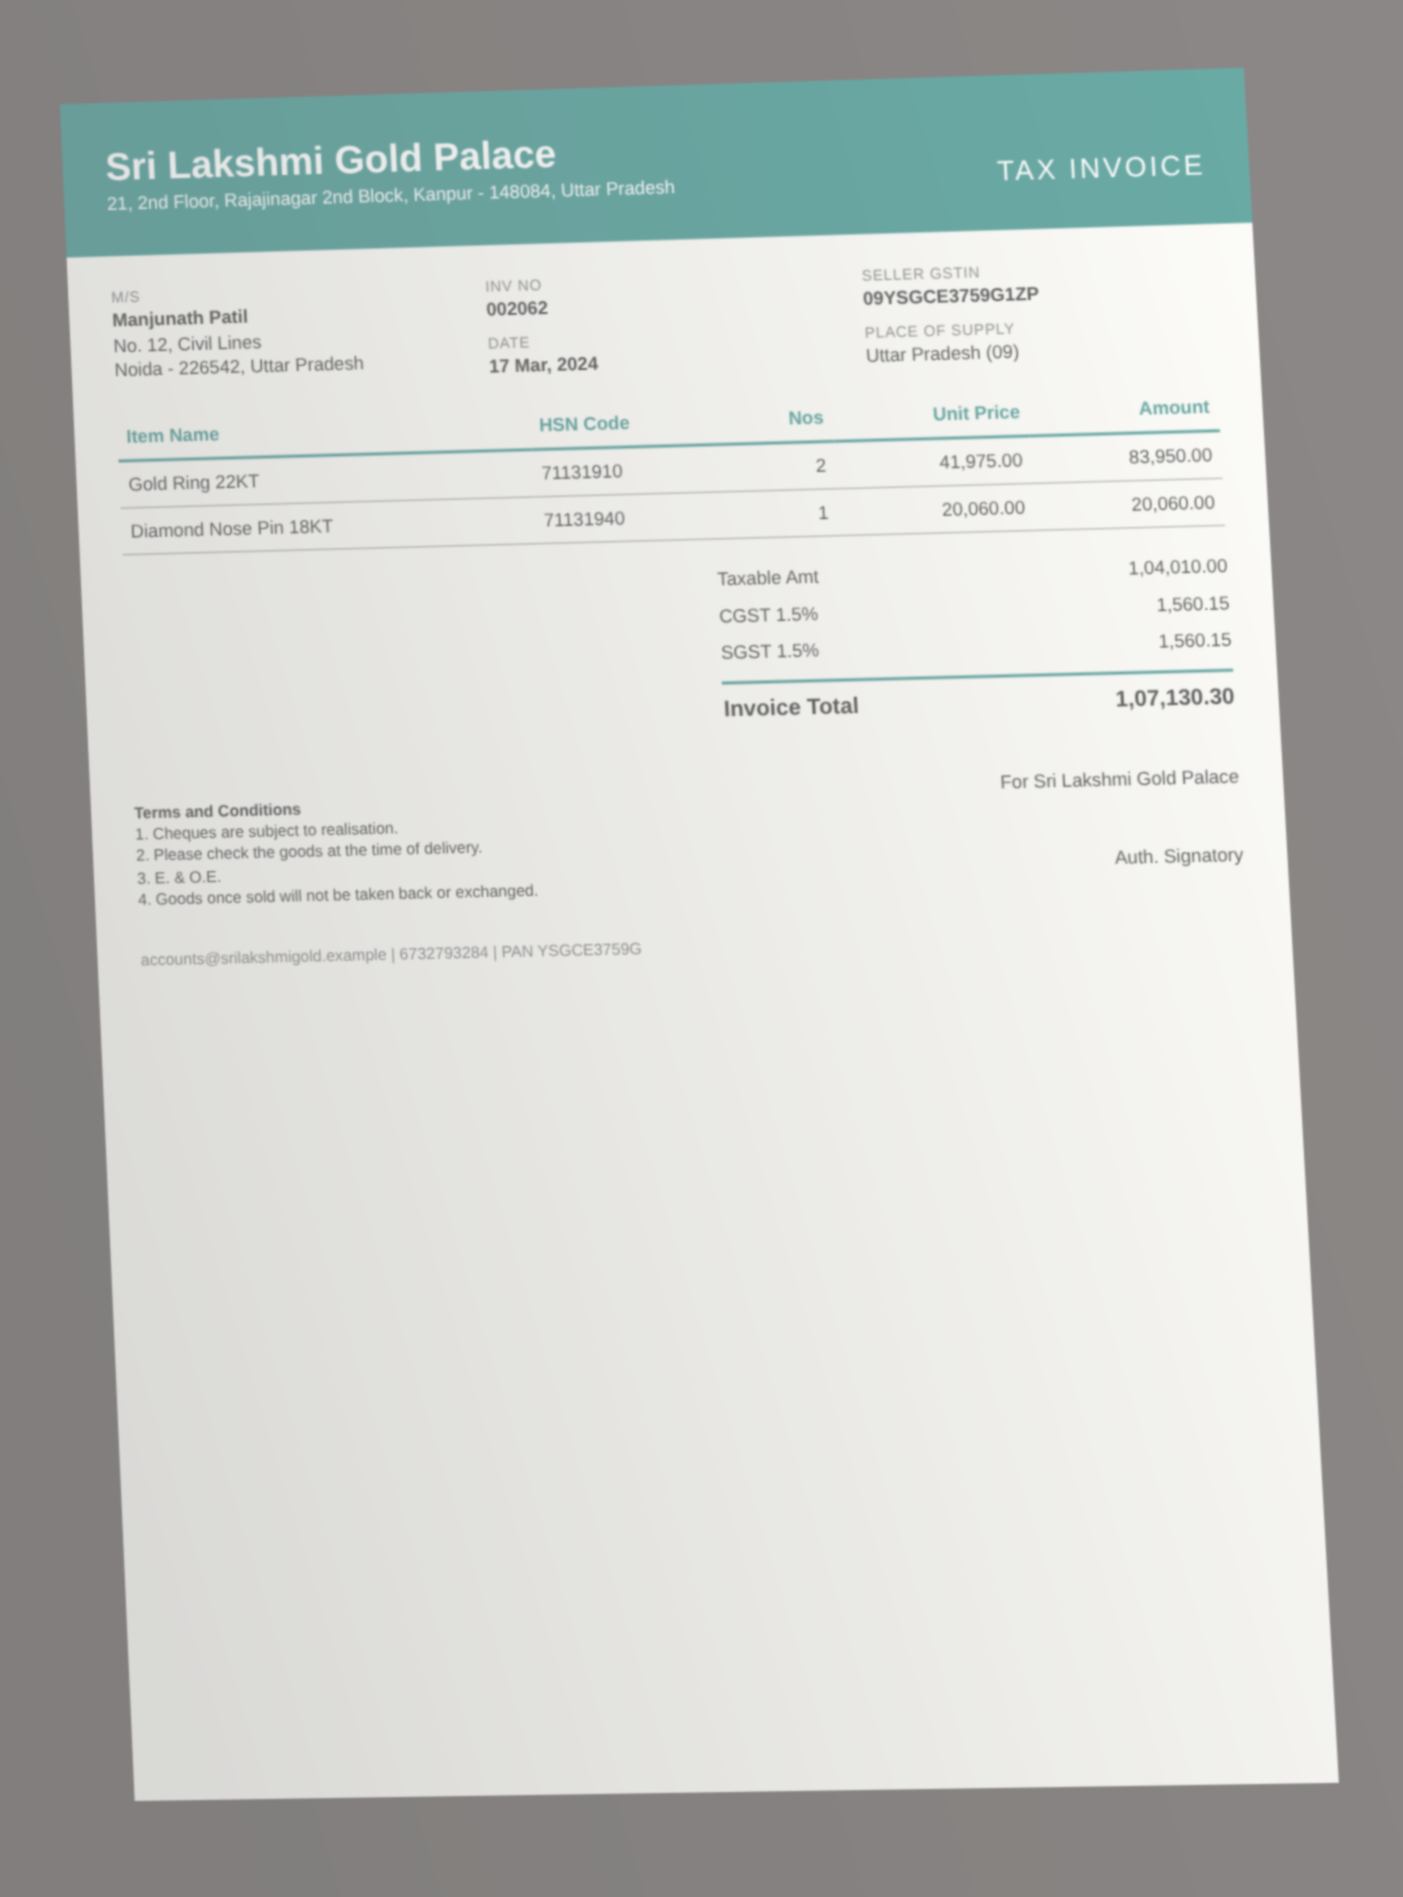 Sri Lakshmi Gold Palace
21, 2nd Floor, Rajajinagar 2nd Block, Kanpur - 148084, Uttar Pradesh
TAX INVOICE
M/S
Manjunath Patil
No. 12, Civil Lines
Noida - 226542, Uttar Pradesh
INV NO
002062
DATE
17 Mar, 2024
SELLER GSTIN
09YSGCE3759G1ZP
PLACE OF SUPPLY
Uttar Pradesh (09)
Item Name HSN Code Nos Unit Price Amount
Gold Ring 22KT 71131910 2 41,975.00 83,950.00
Diamond Nose Pin 18KT 71131940 1 20,060.00 20,060.00
Taxable Amt 1,04,010.00
CGST 1.5% 1,560.15
SGST 1.5% 1,560.15
Invoice Total 1,07,130.30
For Sri Lakshmi Gold Palace
Auth. Signatory
Terms and Conditions
1. Cheques are subject to realisation.
2. Please check the goods at the time of delivery.
3. E. & O.E.
4. Goods once sold will not be taken back or exchanged.
accounts@srilakshmigold.example | 6732793284 | PAN YSGCE3759G